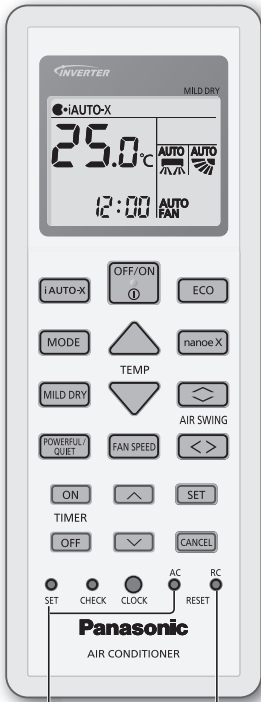 INVERTER
MILD DRY
iAUTO-X
25.0°C AUTO AUTO
12:00 AUTO
FAN
OFF/ON
iAUTO-X ECO
MODE nanoe X
TEMP
MILD DRY
AIR SWING
POWERFUL/
QUIET FAN SPEED
ON SET
TIMER
OFF CANCEL
AC RC
SET CHECK CLOCK RESET
Panasonic
AIR CONDITIONER